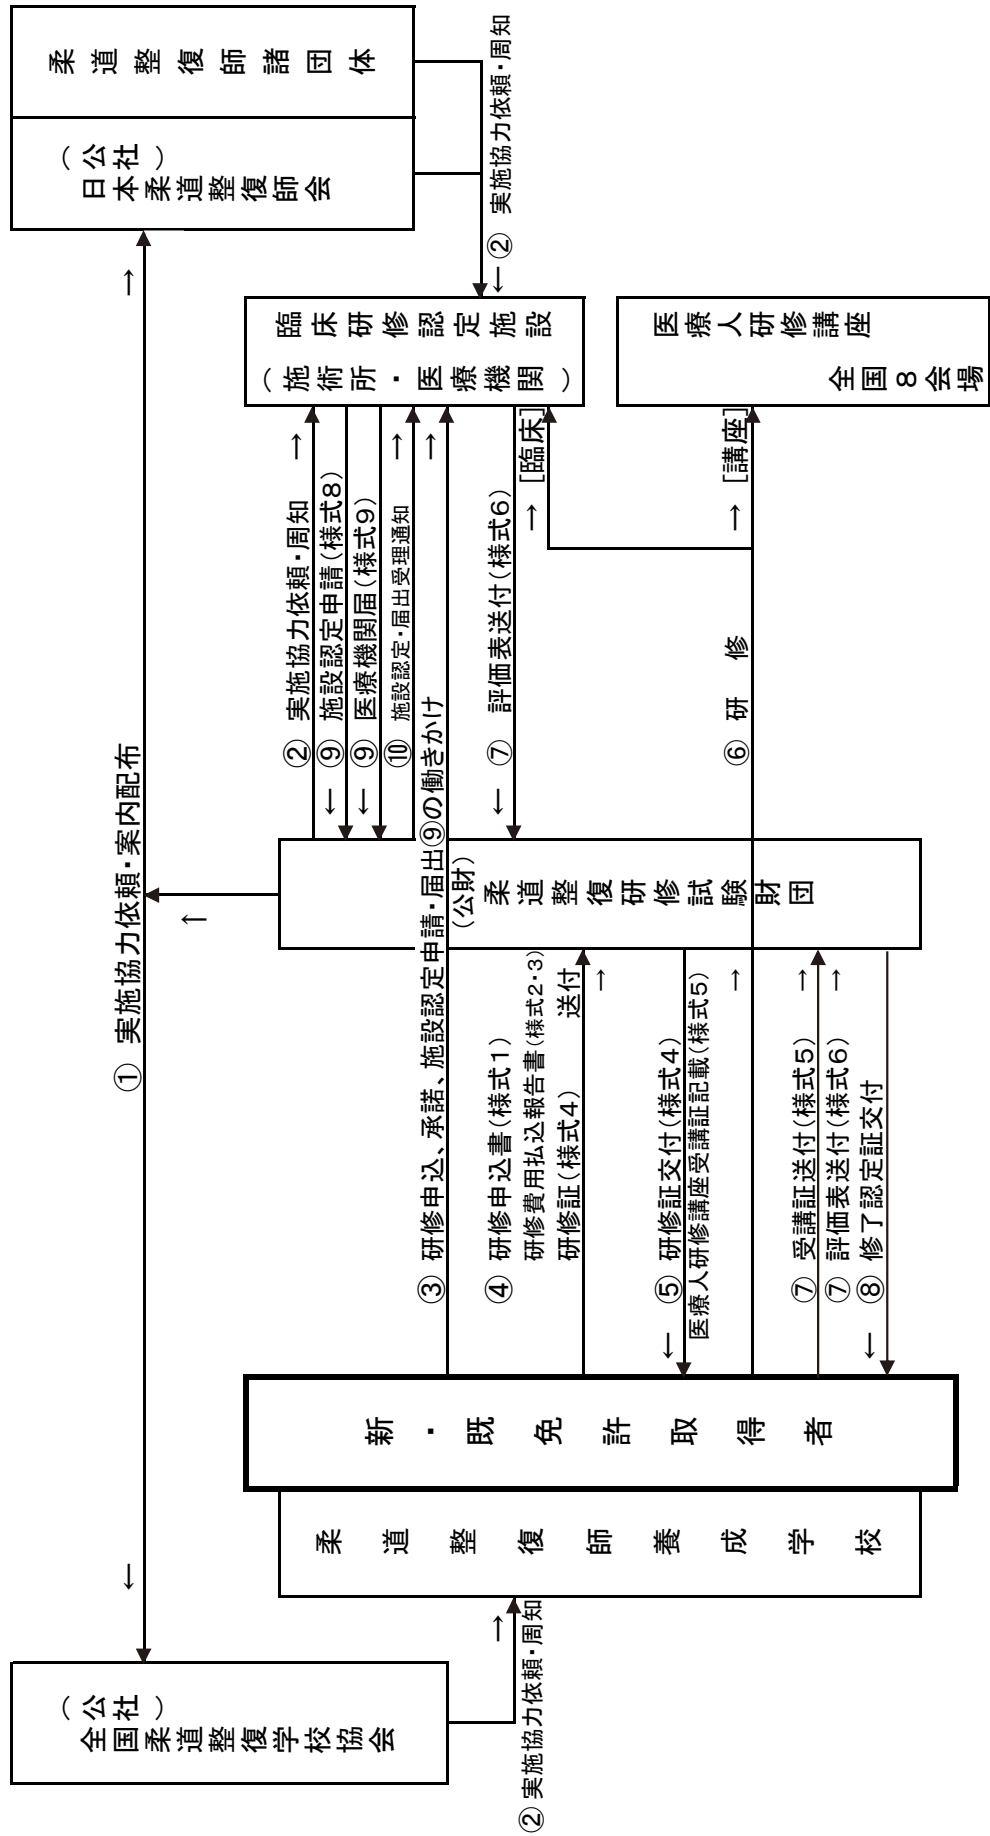 ① 実施協力依頼・案内配布
←
→
↑
(公社)
全国柔道整復学校協会
② 実施協力依頼・周知
→
柔道整復師養成学校
新・既免許取得者
③ 研修申込、承諾、施設認定申請・届出⑨の働きかけ
→
④ 研修申込書(様式1)
研修費用払込報告書(様式2・3)
研修証(様式4)
送付
→
⑤ 研修証交付(様式4)
医療人研修講座受講証記載(様式5)
←
→
⑦ 受講証送付(様式5)
→
⑦ 評価表送付(様式6)
→
⑧ 修了認定証交付
←
(公財)
柔道整復研修試験財団
② 実施協力依頼・周知
→
⑨ 施設認定申請(様式8)
←
⑨ 医療機関届(様式9)
←
⑩ 施設認定・届出受理通知
→
⑦ 評価表送付(様式6)
←
→ [臨床]
⑥ 研修
→ [講座]
臨床研修認定施設
(施術所・医療機関)
医療人研修講座
全国8会場
(公社)
日本柔道整復師会
柔道整復師諸団体
← ② 実施協力依頼・周知